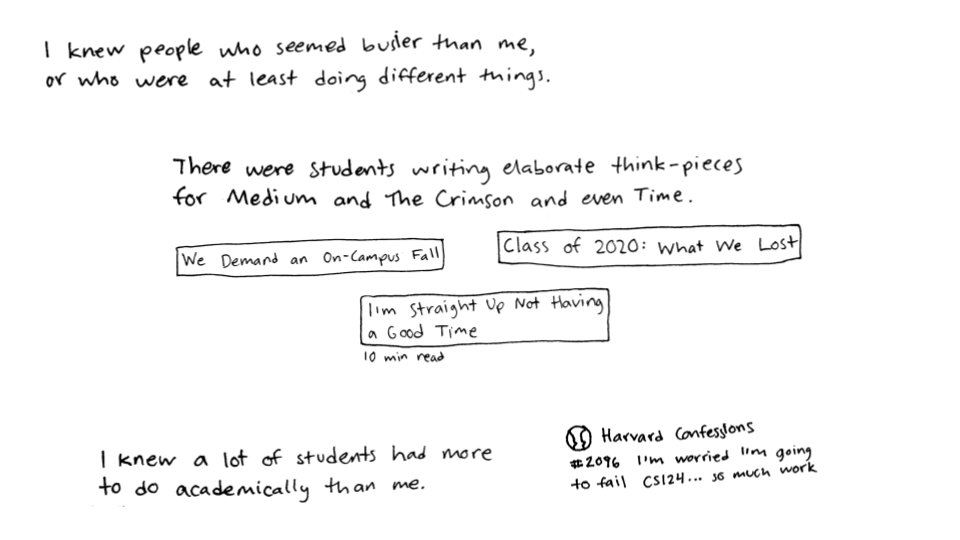 I knew people who seemed busier than me,
or who were at least doing different things.
There were students writing elaborate think-pieces
for Medium and The Crimson and even Time.
We Demand an On-Campus Fall
Class of 2020: What We Lost
I'm Straight Up Not Having
a Good Time
10 min read
I knew a lot of students had more
to do academically than me.
Harvard Confessions
#2096 I'm worried I'm going
to fail CS124... so much work